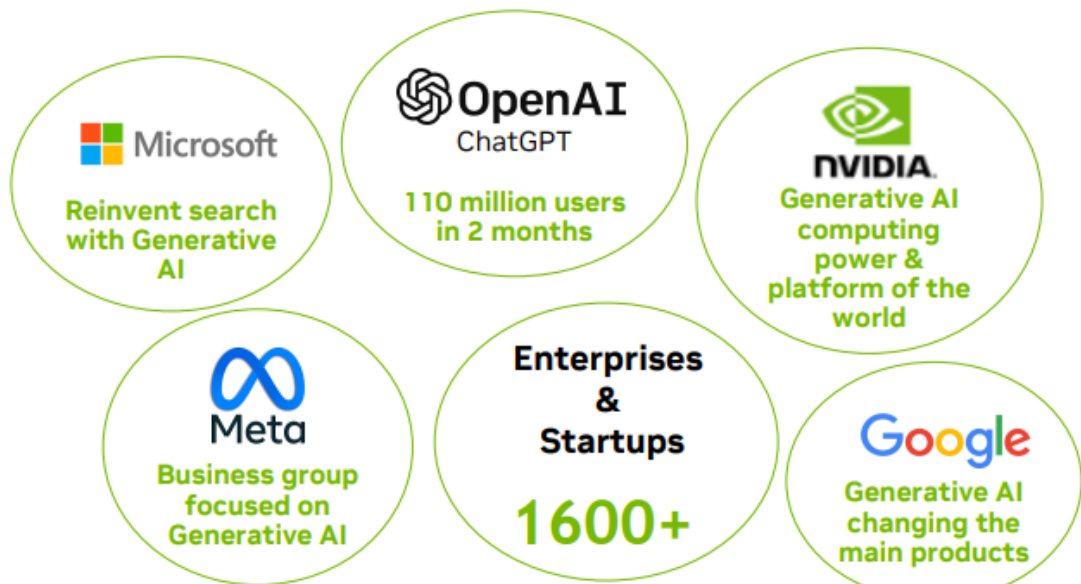 Microsoft
Reinvent search
with Generative
AI
OpenAI
ChatGPT
110 million users
in 2 months
NVIDIA.
Generative AI
computing
power &
platform of the
world
Meta
Business group
focused on
Generative AI
Enterprises
&
Startups
1600+
Google
Generative AI
changing the
main products